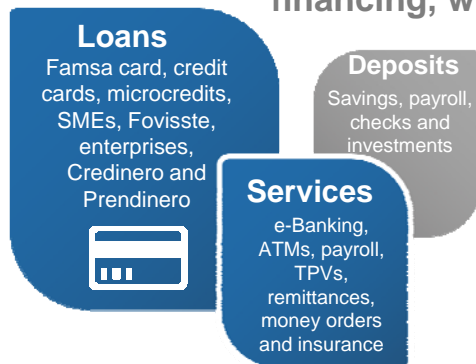 financing, w
Loans
Famsa card, credit
cards, microcredits,
SMEs, Fovisste,
enterprises,
Credinero and
Prendinero
Deposits
Savings, payroll,
checks and
investments
Services
e-Banking,
ATMs, payroll,
TPVs,
remittances,
money orders
and insurance